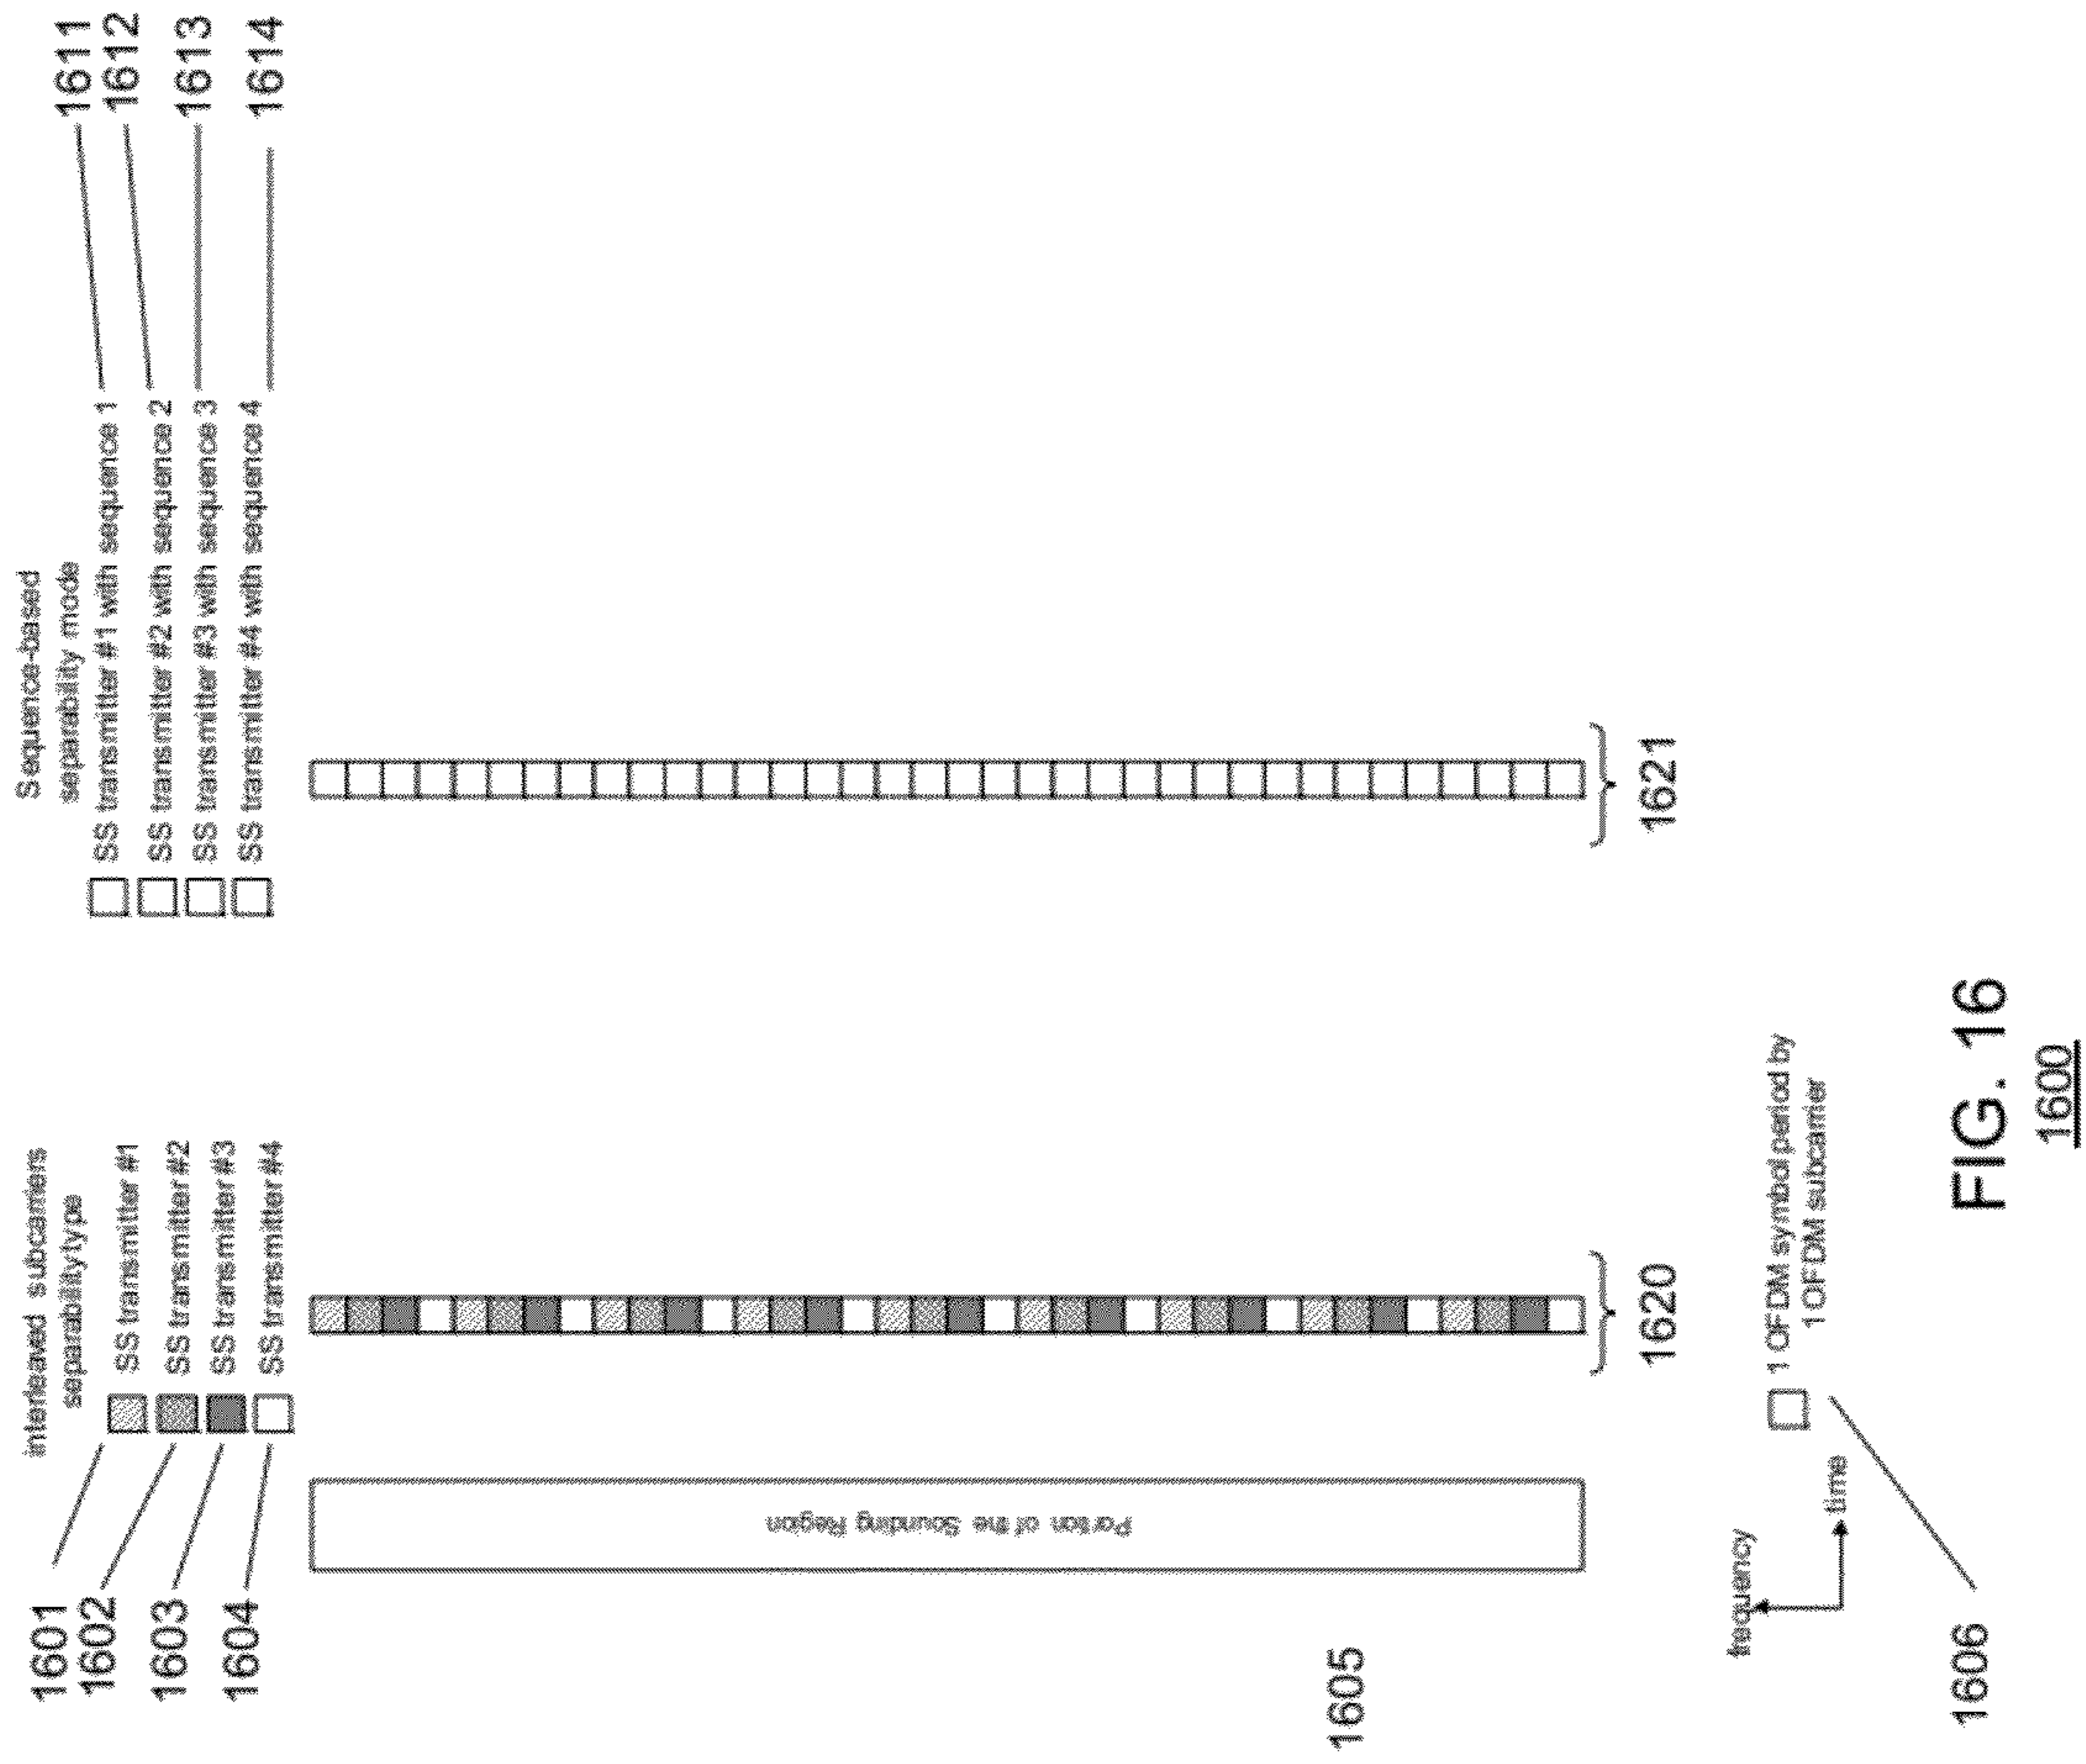 1601
1602
1603
1604
interleaved subcarriers
separabilitytype
SS transmitter #1
SS transmitter #2
SS transmitter #3
SS transmitter #4
Sequence-based
separability mode
SS transmitter #1 with sequence 1
SS transmitter #2 with sequence 2
SS transmitter #3 with sequence 3
SS transmitter #4 with sequence 4
1611
1612
1613
1614
Portion of the Sounding Region
1605
1620
1621
frequency
time
1 OFDM symbol period by
1 OFDM subcarrier
1606
FIG. 16
1600